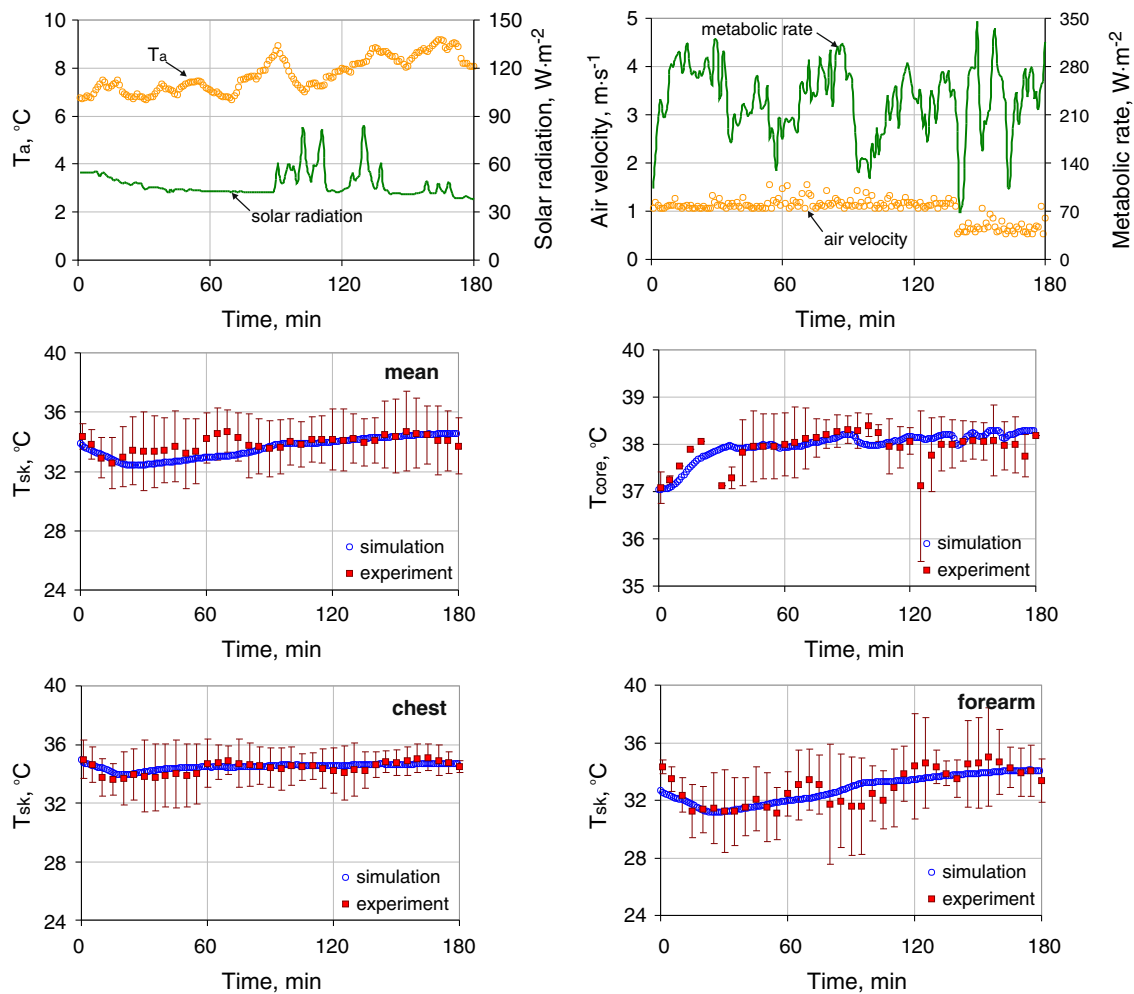 10
8
6
4
2
0
Ta, °C
Ta
solar radiation
150
120
90
60
30
0
Solar radiation, W·m-2
0
60
120
180
Time, min
5
4
3
2
1
0
Air velocity, m·s-1
metabolic rate
air velocity
350
280
210
140
70
0
Metabolic rate, W·m-2
0
60
120
180
Time, min
40
36
32
28
24
Tsk, °C
mean
simulation
experiment
0
60
120
180
Time, min
40
39
38
37
36
35
Tcore, °C
simulation
experiment
0
60
120
180
Time, min
40
36
32
28
24
Tsk, °C
chest
simulation
experiment
0
60
120
180
Time, min
40
36
32
28
24
Tsk, °C
forearm
simulation
experiment
0
60
120
180
Time, min